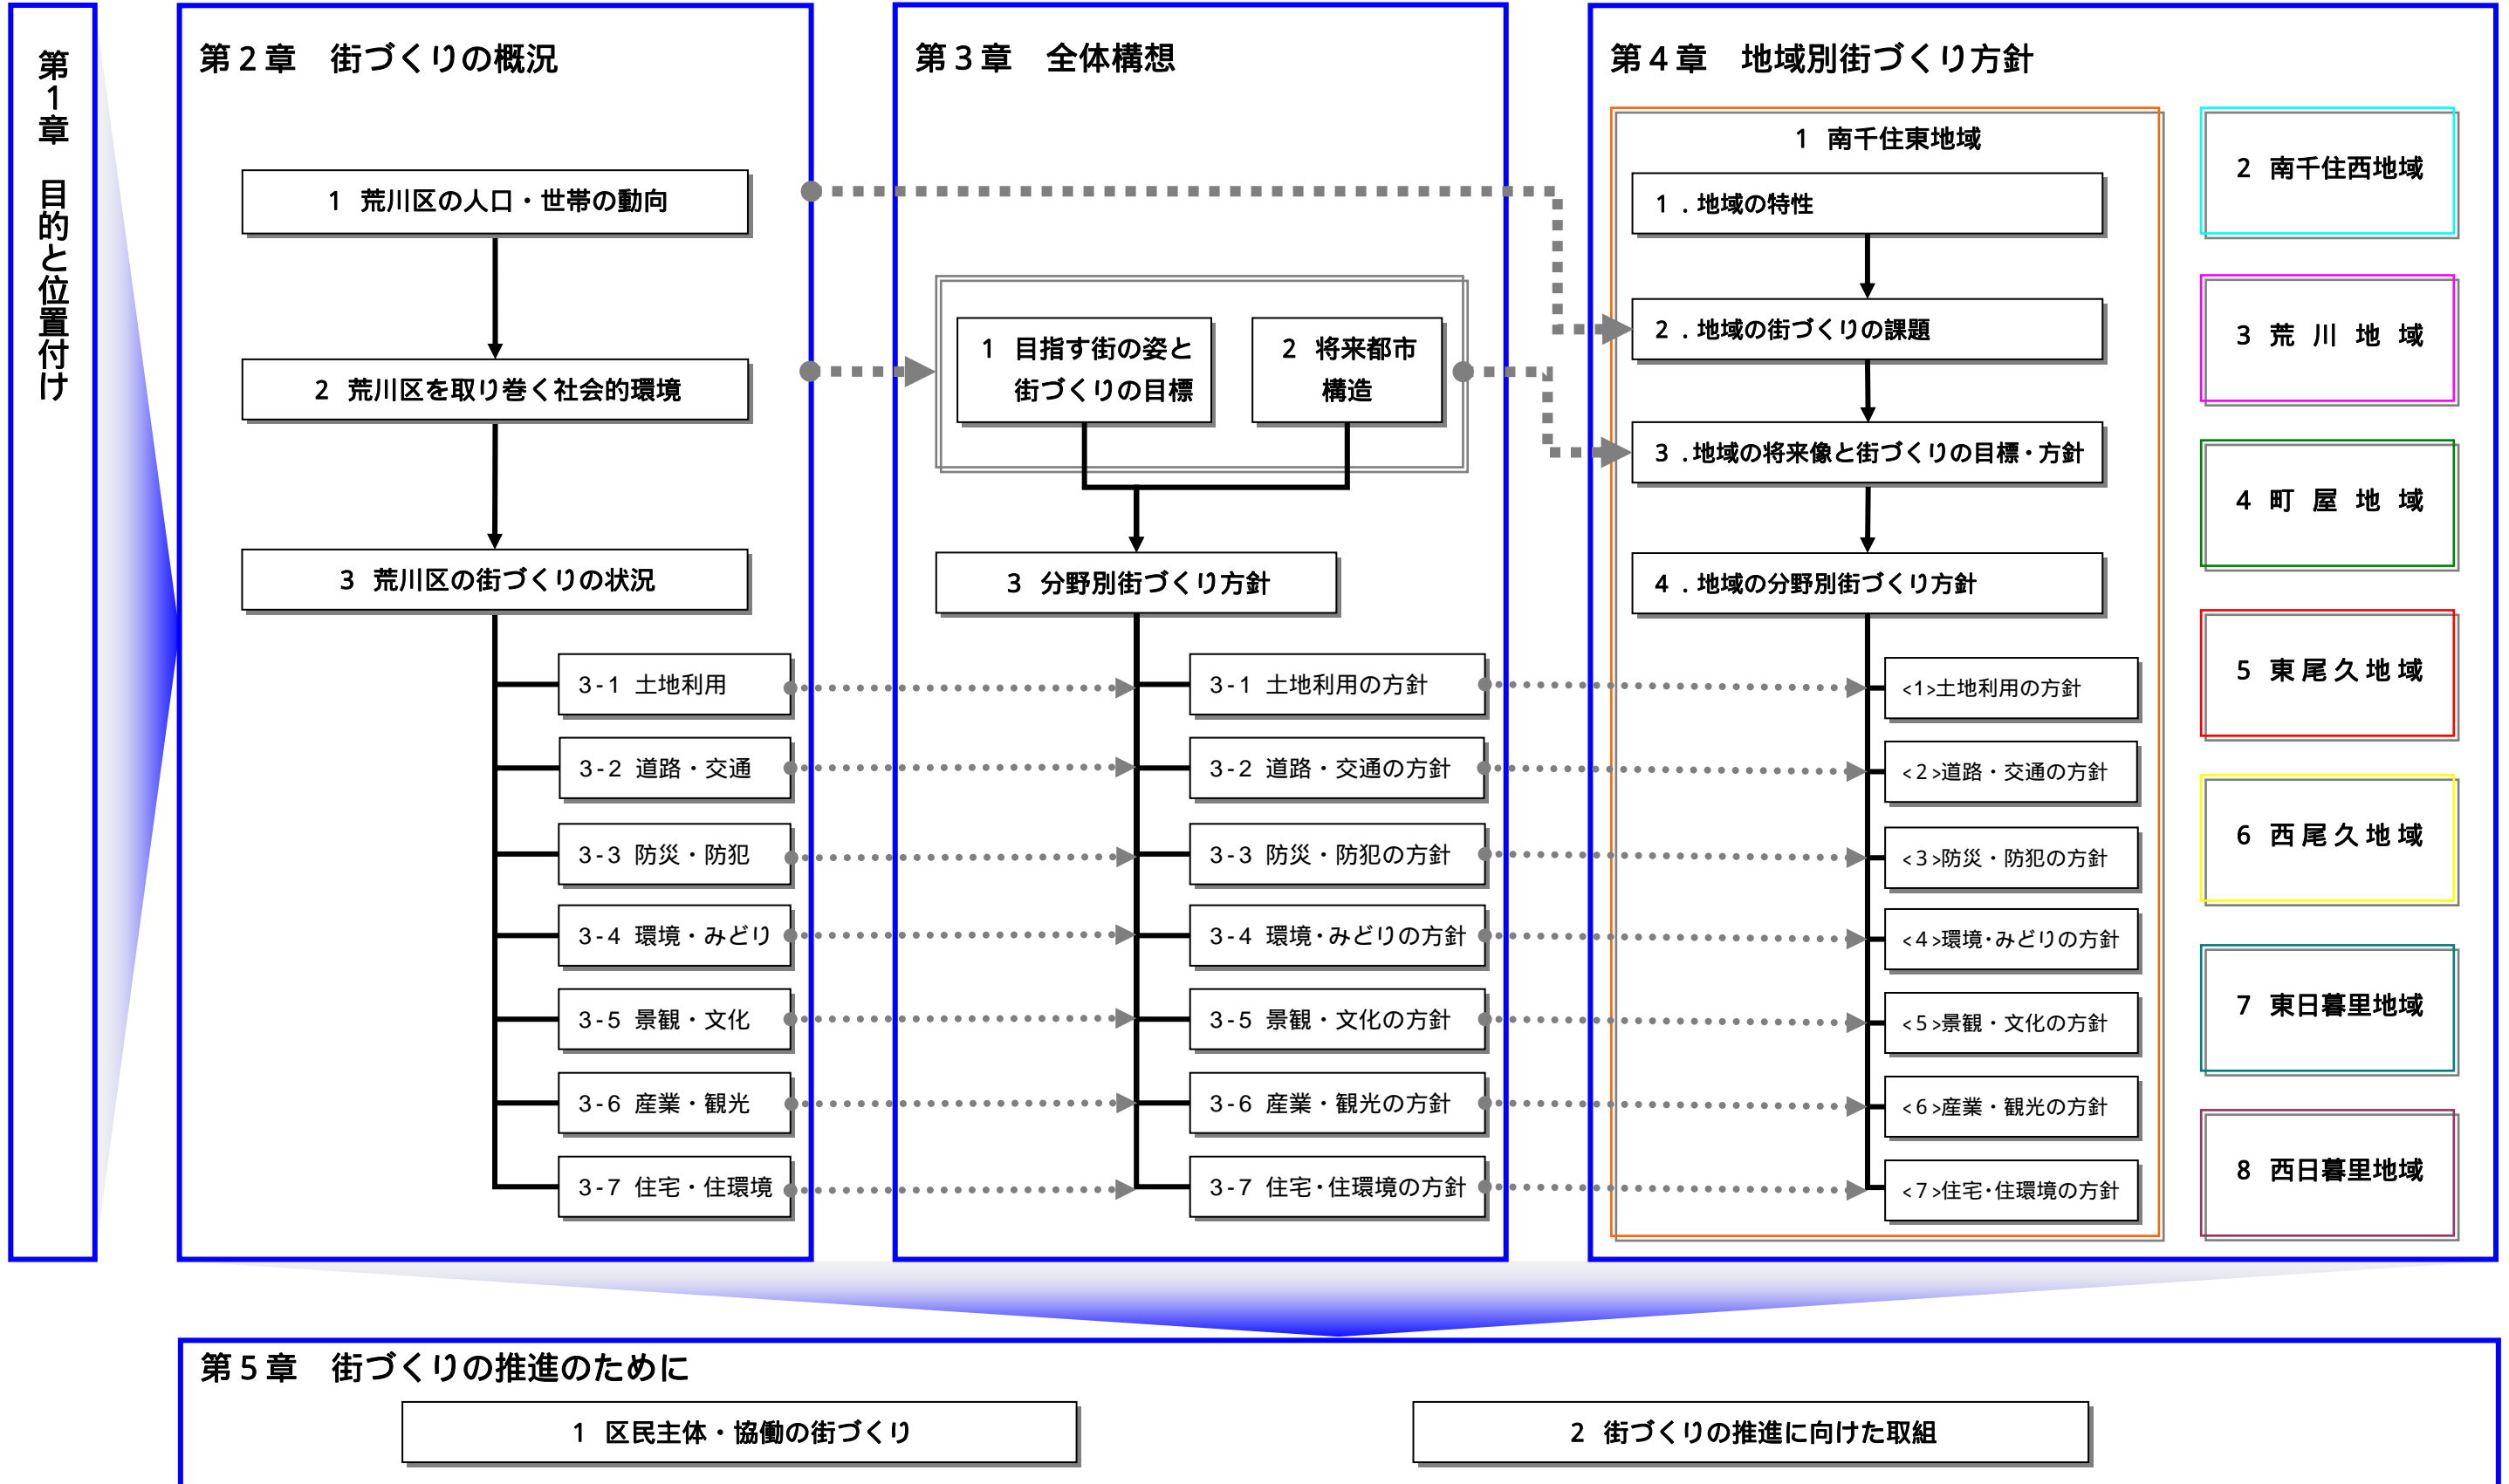 第1章　目的と位置付け
第２章　街づくりの概況
1　荒川区の人口・世帯の動向
2　荒川区を取り巻く社会的環境
3　荒川区の街づくりの状況
3-1 土地利用
3-2 道路・交通
3-3 防災・防犯
3-4 環境・みどり
3-5 景観・文化
3-6 産業・観光
3-7 住宅・住環境
第３章　全体構想
1　目指す街の姿と
街づくりの目標
2　将来都市
構造
3　分野別街づくり方針
3-1 土地利用の方針
3-2 道路・交通の方針
3-3 防災・防犯の方針
3-4 環境・みどりの方針
3-5 景観・文化の方針
3-6 産業・観光の方針
3-7 住宅・住環境の方針
第４章　地域別街づくり方針
1　南千住東地域
1．地域の特性
2．地域の街づくりの課題
3．地域の将来像と街づくりの目標・方針
4．地域の分野別街づくり方針
<1>土地利用の方針
<2>道路・交通の方針
<3>防災・防犯の方針
<4>環境・みどりの方針
<5>景観・文化の方針
<6>産業・観光の方針
<7>住宅・住環境の方針
2　南千住西地域
3　荒川地域
4　町屋地域
5　東尾久地域
6　西尾久地域
7　東日暮里地域
8　西日暮里地域
第５章　街づくりの推進のために
1　区民主体・協働の街づくり
2　街づくりの推進に向けた取組